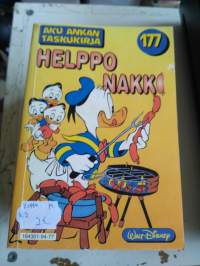 AKU ANKAN
TASKUKIRJA
177
HELPPO
NAKKI
WALT DISNEY